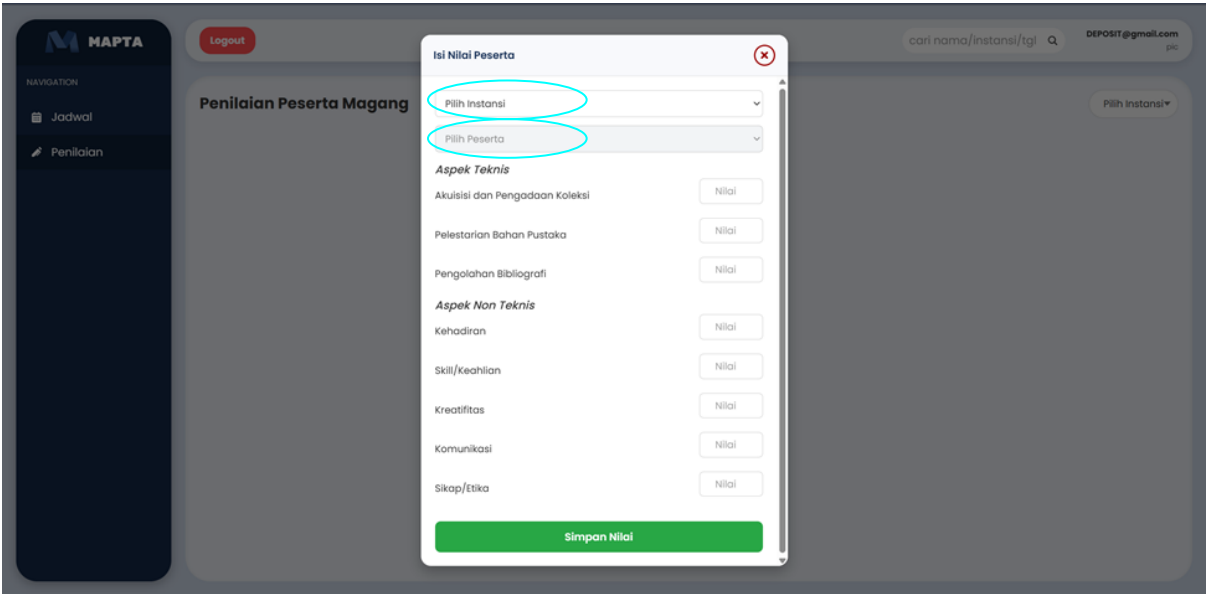 MAPTA
NAVIGATION
Jadwal
Penilaian
Logout
cari nama/instansi/tgl
DEPOSIT@gmail.com
pic
Penilaian Peserta Magang
Pilih Instansi
Isi Nilai Peserta
Pilih Instansi
Pilih Peserta
Aspek Teknis
Akuisisi dan Pengadaan Koleksi Nilai
Pelestarian Bahan Pustaka Nilai
Pengolahan Bibliografi Nilai
Aspek Non Teknis
Kehadiran Nilai
Skill/Keahlian Nilai
Kreatifitas Nilai
Komunikasi Nilai
Sikap/Etika Nilai
Simpan Nilai